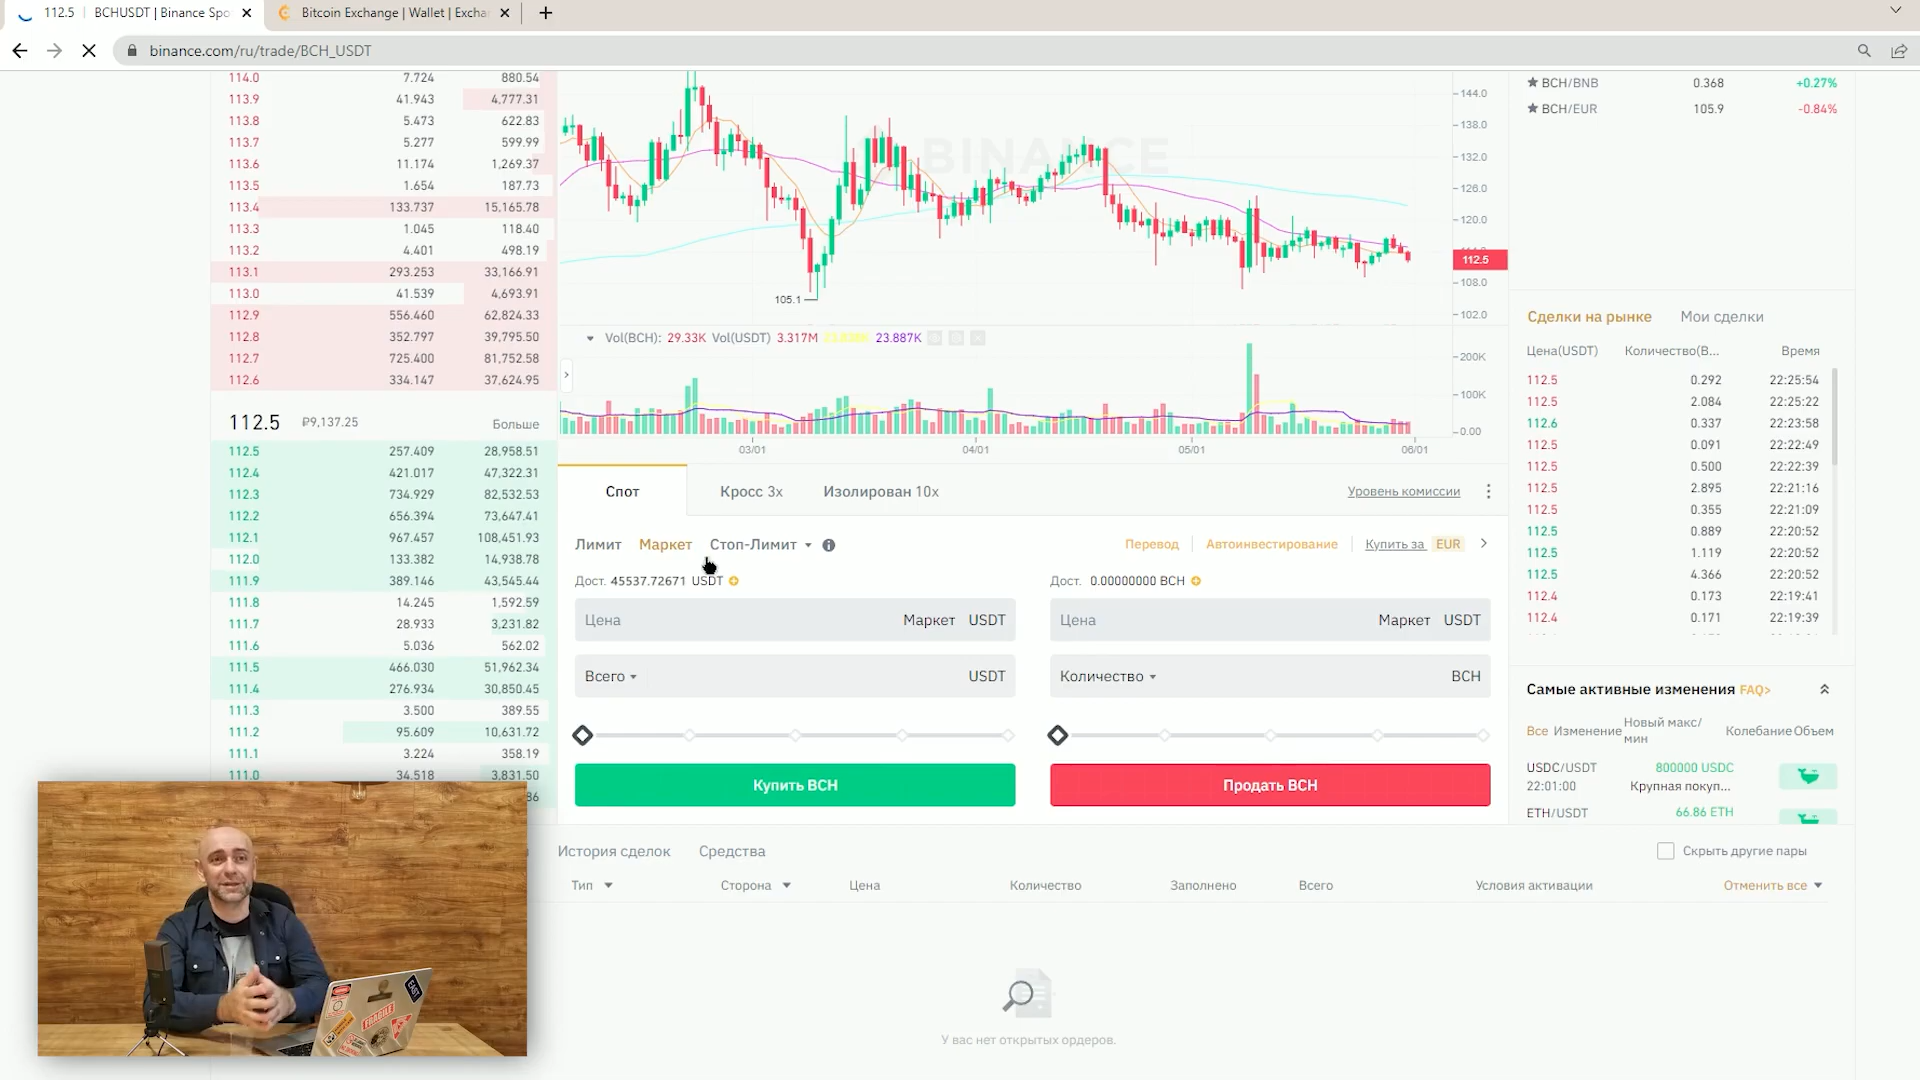 112.5 | BCHUSDT | Binance Spo
Bitcoin Exchange | Wallet | Excha
binance.com/ru/trade/BCH_USDT
114.0 7.724 880.54
113.9 41.943 4,777.31
113.8 5.473 622.83
113.7 5.277 599.99
113.6 11.174 1,269.37
113.5 1.654 187.73
113.4 133.737 15,165.78
113.3 1.045 118.40
113.2 4.401 498.19
113.1 293.253 33,166.91
113.0 41.539 4,693.91
112.9 556.460 62,824.33
112.8 352.797 39,795.50
112.7 725.400 81,752.58
112.6 334.147 37,624.95
112.5 ₽9,137.25 Больше
112.5 257.409 28,958.51
112.4 421.017 47,322.31
112.3 734.929 82,532.53
112.2 656.394 73,647.41
112.1 967.457 108,451.93
112.0 133.382 14,938.78
111.9 389.146 43,545.44
111.8 14.245 1,592.59
111.7 28.933 3,231.82
111.6 5.036 562.02
111.5 466.030 51,962.34
111.4 276.934 30,850.45
111.3 3.500 389.55
111.2 95.609 10,631.72
111.1 3.224 358.19
111.0 34.518 3,831.50
86
BINANCE
144.0
138.0
132.0
126.0
120.0
112.5
108.0
102.0
105.1
Vol(BCH): 29.33K Vol(USDT) 3.317M 23.887K
200K
100K
0.00
03/01 04/01 05/01 06/01
Спот Кросс 3x Изолирован 10x Уровень комиссии
Лимит Маркет Стоп-Лимит Перевод Автоинвестирование Купить за EUR
Дост. 45537.72671 USDT Дост. 0.00000000 BCH
Цена Маркет USDT Цена Маркет USDT
Всего USDT Количество BCH
Купить BCH Продать BCH
BCH/BNB 0.368 +0.27%
BCH/EUR 105.9 -0.84%
Сделки на рынке Мои сделки
Цена(USDT) Количество(B... Время
112.5 0.292 22:25:54
112.5 2.084 22:25:22
112.6 0.337 22:23:58
112.5 0.091 22:22:49
112.5 0.500 22:22:39
112.5 2.895 22:21:16
112.5 0.355 22:21:09
112.5 0.889 22:20:52
112.5 1.119 22:20:52
112.5 4.366 22:20:52
112.4 0.173 22:19:41
112.4 0.171 22:19:39
Самые активные изменения FAQ>
Все Изменение Новый макс/ мин Колебание Объем
USDC/USDT 800000 USDC
22:01:00 Крупная покуп...
ETH/USDT 66.86 ETH
История сделок Средства Скрыть другие пары
Тип Сторона Цена Количество Заполнено Всего Условия активации Отменить все
У вас нет открытых ордеров.
FRAGILE
EAST